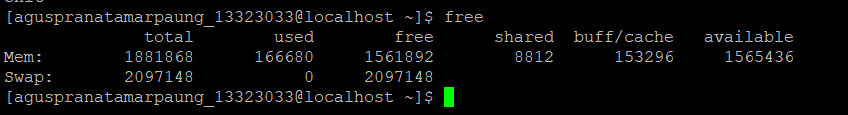 [aguspranatamarpaung_13323033@localhost ~]$ free
              total        used        free      shared  buff/cache   available
Mem:        1881868      166680     1561892        8812      153296     1565436
Swap:       2097148           0     2097148
[aguspranatamarpaung_13323033@localhost ~]$